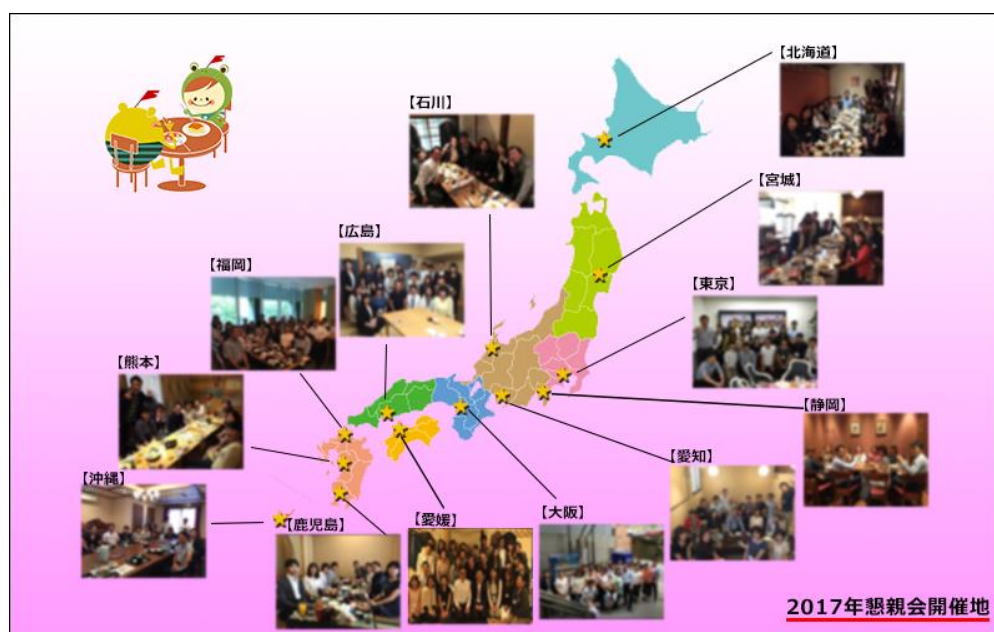 【北海道】
【石川】
【宮城】
【広島】
【福岡】
【東京】
【熊本】
【静岡】
【愛知】
【沖縄】
【鹿児島】
【愛媛】
【大阪】
2017年懇親会開催地